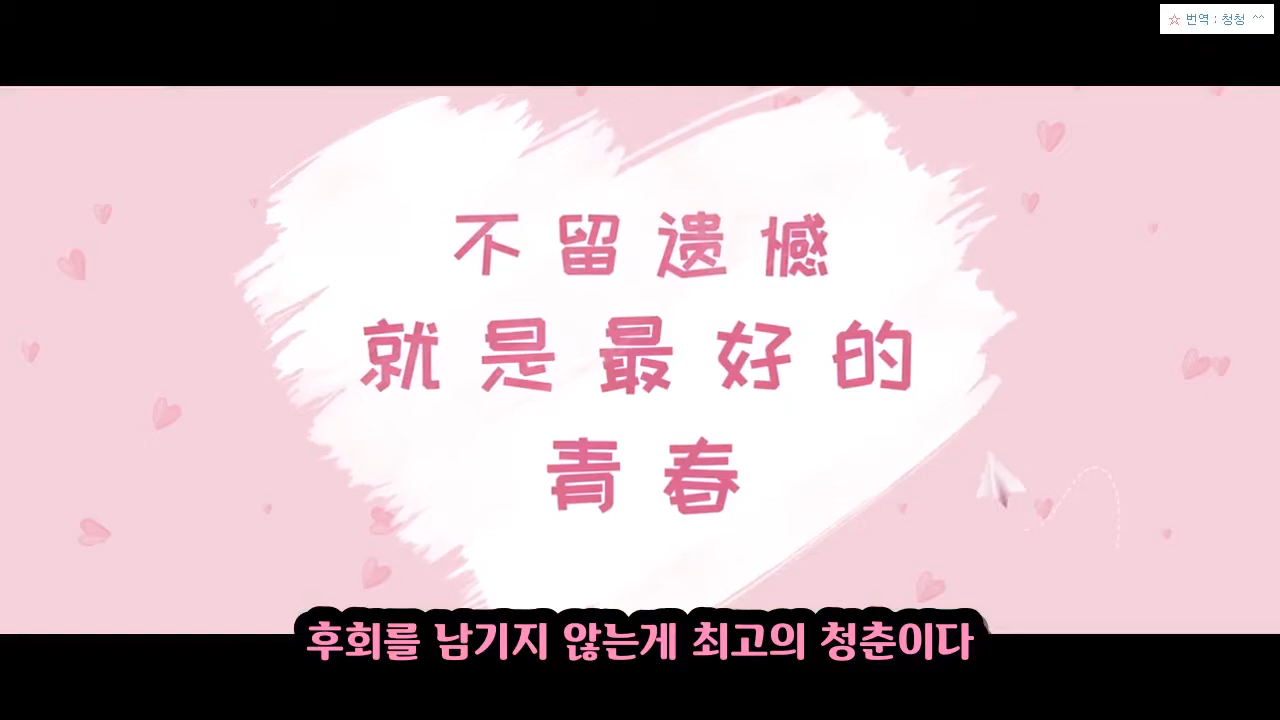 ☆ 번역 : 청청 ^^
不留遗憾
就是最好的
青春
후회를 남기지 않는게 최고의 청춘이다